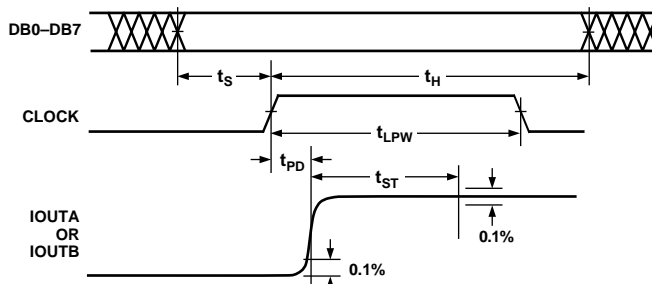 DB0–DB7
tS
tH
CLOCK
tLPW
tPD
tST
IOUTA
OR
IOUTB
0.1%
0.1%